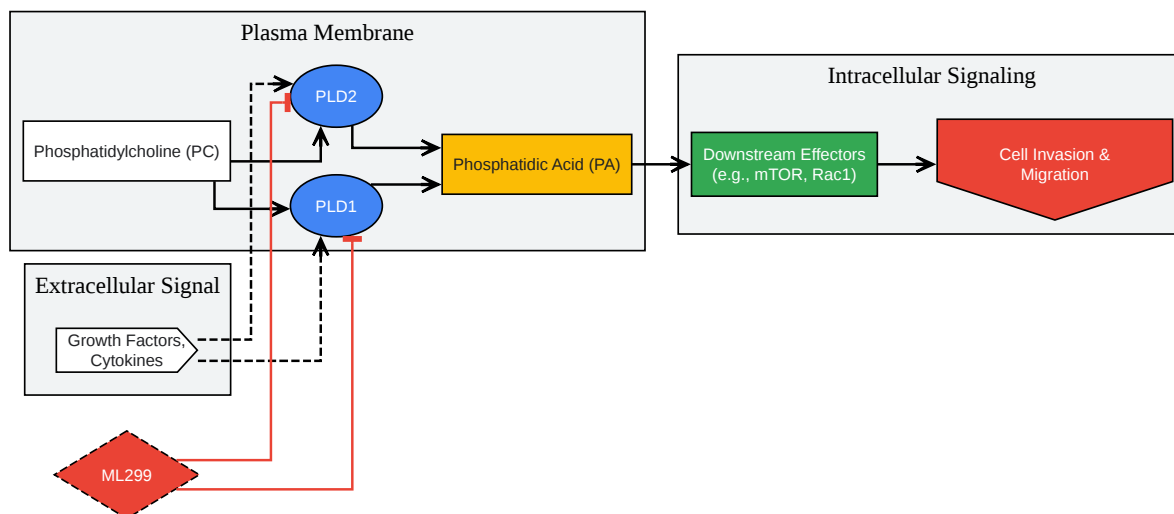 Plasma Membrane
PLD2
Phosphatidylcholine (PC)
Phosphatidic Acid (PA)
PLD1
Intracellular Signaling
Downstream Effectors
(e.g., mTOR, Rac1)
Cell Invasion &
Migration
Extracellular Signal
Growth Factors,
Cytokines
ML299